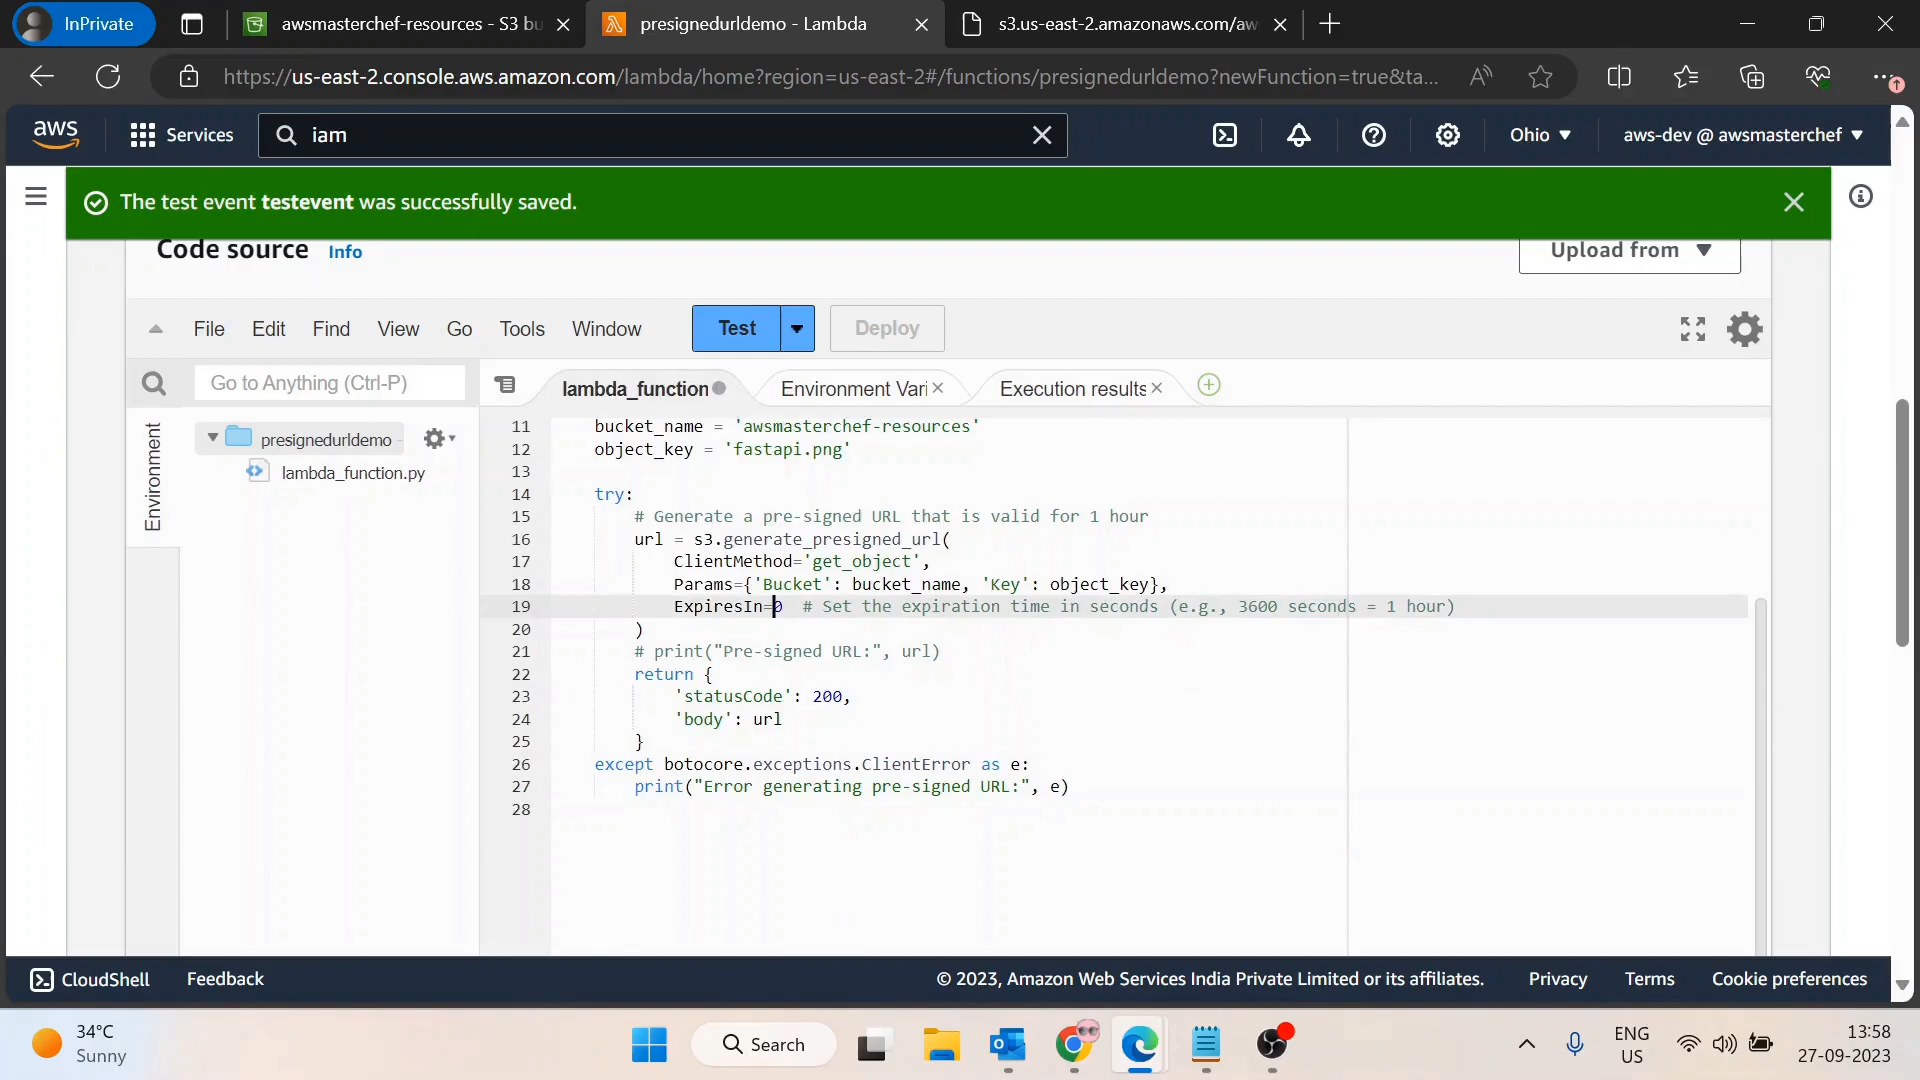 InPrivate
awsmasterchef-resources - S3 bu
presignedurldemo - Lambda
s3.us-east-2.amazonaws.com/aw
https://us-east-2.console.aws.amazon.com/lambda/home?region=us-east-2#/functions/presignedurldemo?newFunction=true&ta...
aws
Services
iam
Ohio
aws-dev @ awsmasterchef
The test event testevent was successfully saved.
Code source Info
Upload from
File Edit Find View Go Tools Window
Test
Deploy
Go to Anything (Ctrl-P)
lambda_function
Environment Vari
Execution results
Environment
presignedurldemo -
lambda_function.py
11 bucket_name = 'awsmasterchef-resources'
12 object_key = 'fastapi.png'
13
14 try:
15 # Generate a pre-signed URL that is valid for 1 hour
16 url = s3.generate_presigned_url(
17 ClientMethod='get_object',
18 Params={'Bucket': bucket_name, 'Key': object_key},
19 ExpiresIn=0 # Set the expiration time in seconds (e.g., 3600 seconds = 1 hour)
20 )
21 # print("Pre-signed URL:", url)
22 return {
23 'statusCode': 200,
24 'body': url
25 }
26 except botocore.exceptions.ClientError as e:
27 print("Error generating pre-signed URL:", e)
28
CloudShell
Feedback
© 2023, Amazon Web Services India Private Limited or its affiliates.
Privacy
Terms
Cookie preferences
34°C
Sunny
Search
ENG
US
13:58
27-09-2023